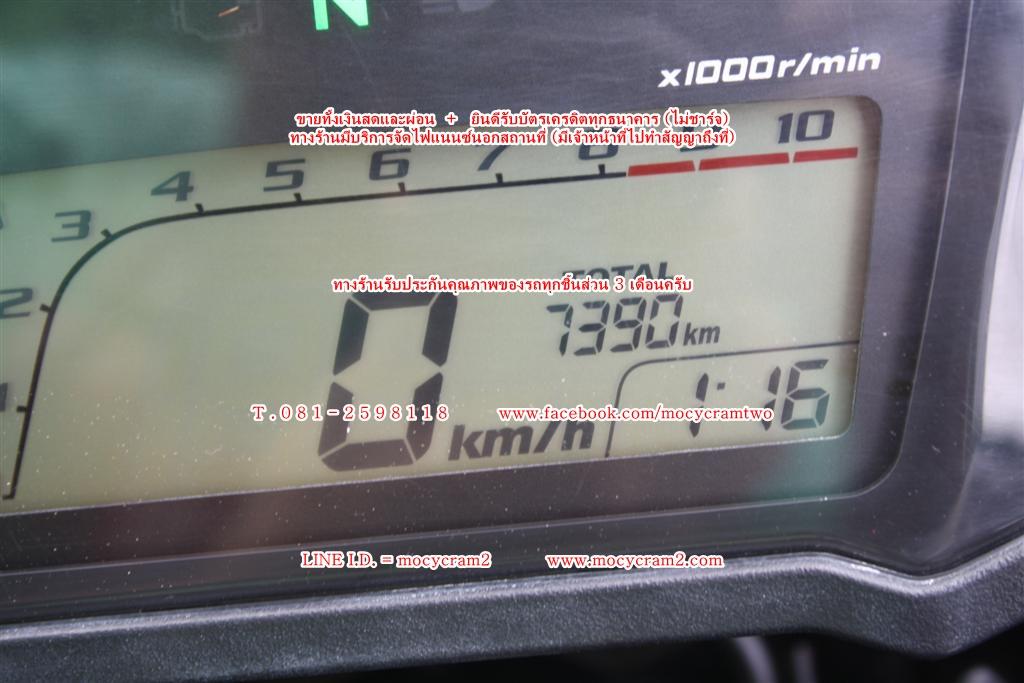 N
x1000r/min
ขายทั้งเงินสดและผ่อน + ยินดีรับบัตรเครดิตทุกธนาคาร (ไม่ชาร์จ)
ทางร้านมีบริการจัดไฟแนนซ์นอกสถานที่ (มีเจ้าหน้าที่ไปทำสัญญาถึงที่)
1 2 3 4 5 6 7 8 9 10
TOTAL
ทางร้านรับประกันคุณภาพของรถทุกชิ้นส่วน 3 เดือนครับ
7390 km
0 km/h
1:16
T.081-2598118 www.facebook.com/mocycramtwo
LINE I.D. = mocycram2 www.mocycram2.com